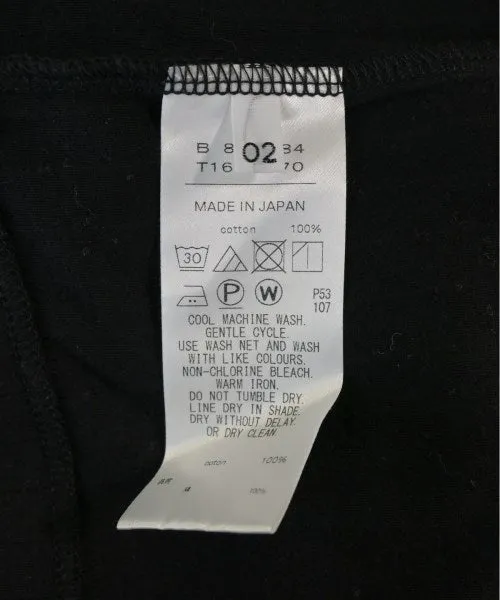 B 8 02 84
T16 70
MADE IN JAPAN
cotton 100%
30
P W P53
107
COOL MACHINE WASH.
GENTLE CYCLE.
USE WASH NET AND WASH
WITH LIKE COLOURS.
NON-CHLORINE BLEACH.
WARM IRON.
DO NOT TUMBLE DRY.
LINE DRY IN SHADE.
DRY WITHOUT DELAY.
OR DRY CLEAN
cotton 100%
100%